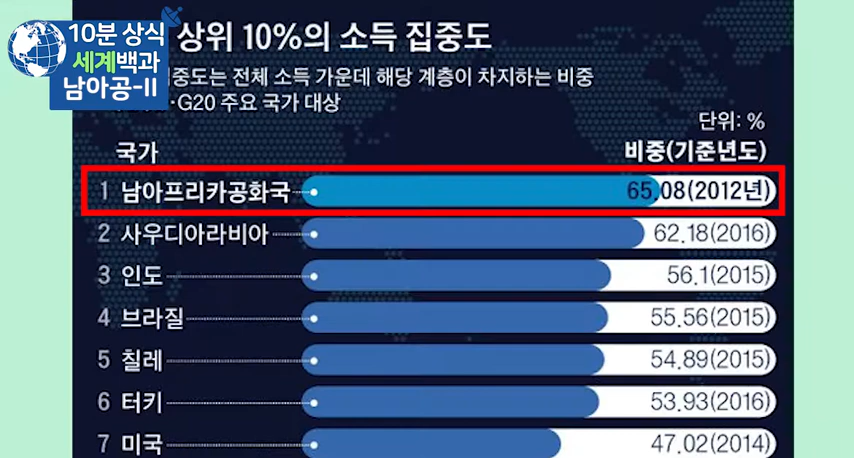 10분 상식
세계백과
남아공-II
상위 10%의 소득 집중도
중도는 전체 소득 가운데 해당 계층이 차지하는 비중
·G20 주요 국가 대상
단위: %
국가 비중(기준년도)
1 남아프리카공화국 65.08(2012년)
2 사우디아라비아 62.18(2016)
3 인도 56.1(2015)
4 브라질 55.56(2015)
5 칠레 54.89(2015)
6 터키 53.93(2016)
7 미국 47.02(2014)